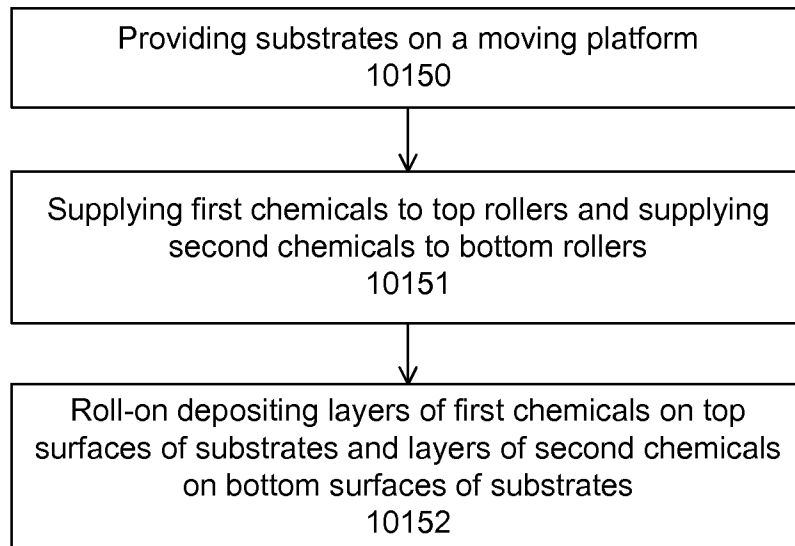 Providing substrates on a moving platform
10150
Supplying first chemicals to top rollers and supplying
second chemicals to bottom rollers
10151
Roll-on depositing layers of first chemicals on top
surfaces of substrates and layers of second chemicals
on bottom surfaces of substrates
10152